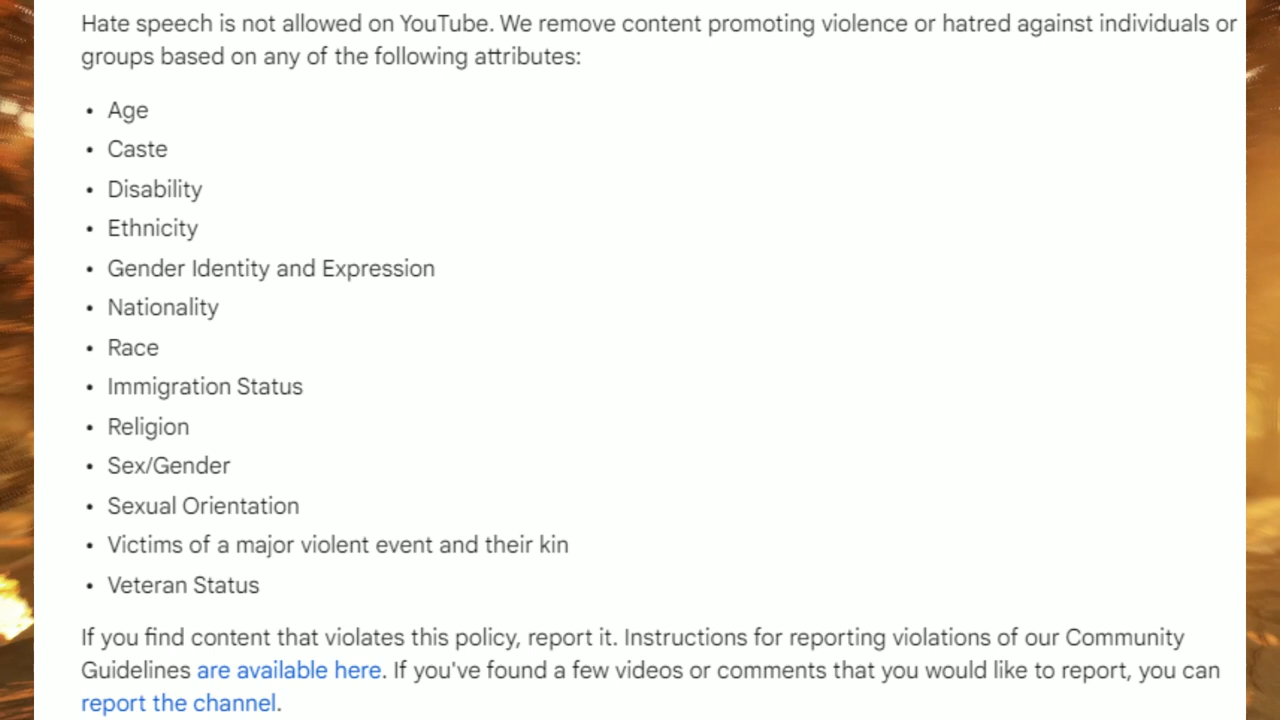 Hate speech is not allowed on YouTube. We remove content promoting violence or hatred against individuals or
groups based on any of the following attributes:
• Age
• Caste
• Disability
• Ethnicity
• Gender Identity and Expression
• Nationality
• Race
• Immigration Status
• Religion
• Sex/Gender
• Sexual Orientation
• Victims of a major violent event and their kin
• Veteran Status
If you find content that violates this policy, report it. Instructions for reporting violations of our Community
Guidelines are available here. If you've found a few videos or comments that you would like to report, you can
report the channel.